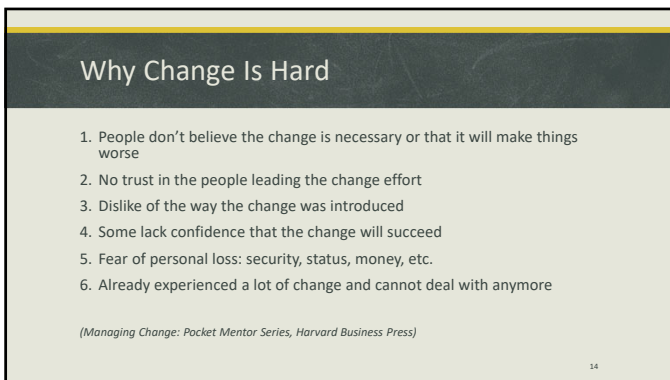 Why Change Is Hard
1. People don’t believe the change is necessary or that it will make things
worse
2. No trust in the people leading the change effort
3. Dislike of the way the change was introduced
4. Some lack confidence that the change will succeed
5. Fear of personal loss: security, status, money, etc.
6. Already experienced a lot of change and cannot deal with anymore
(Managing Change: Pocket Mentor Series, Harvard Business Press)
14